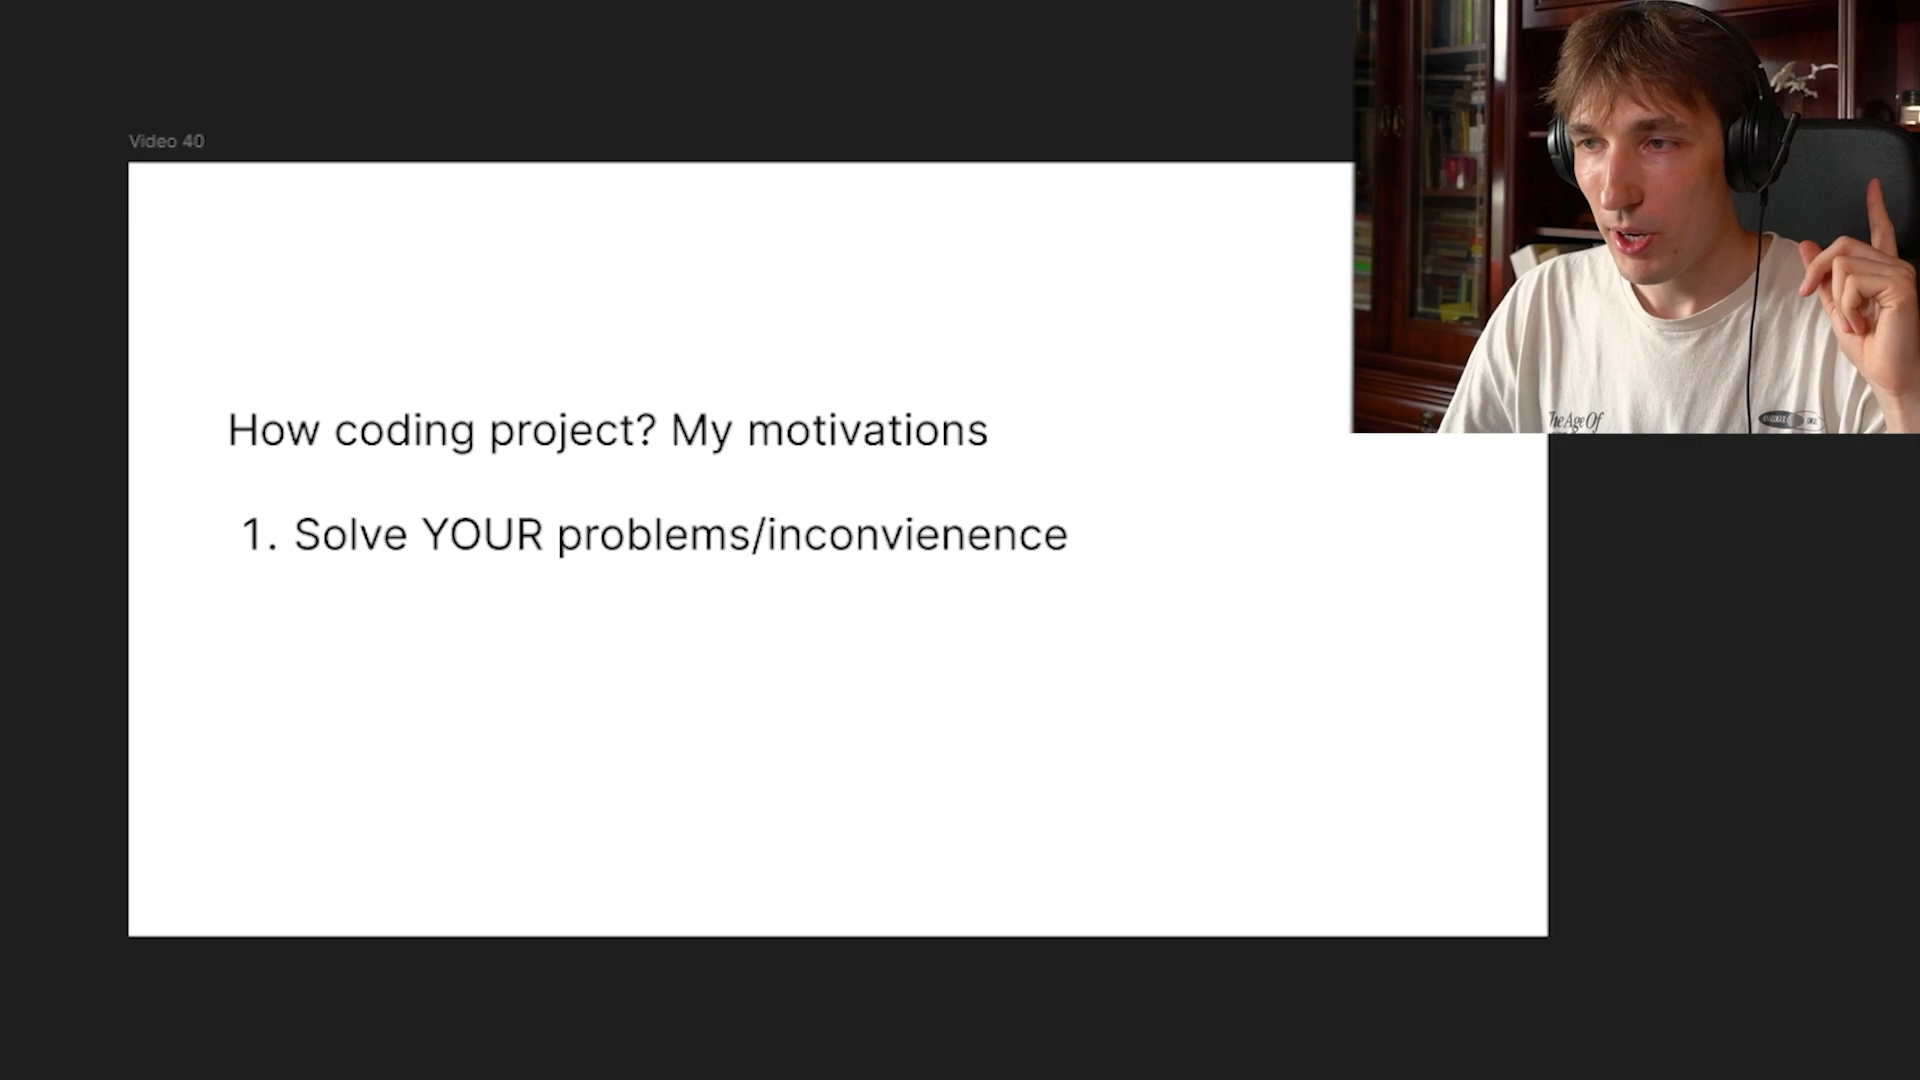 Video 40
How coding project? My motivations
1. Solve YOUR problems/inconvienence
The Age Of